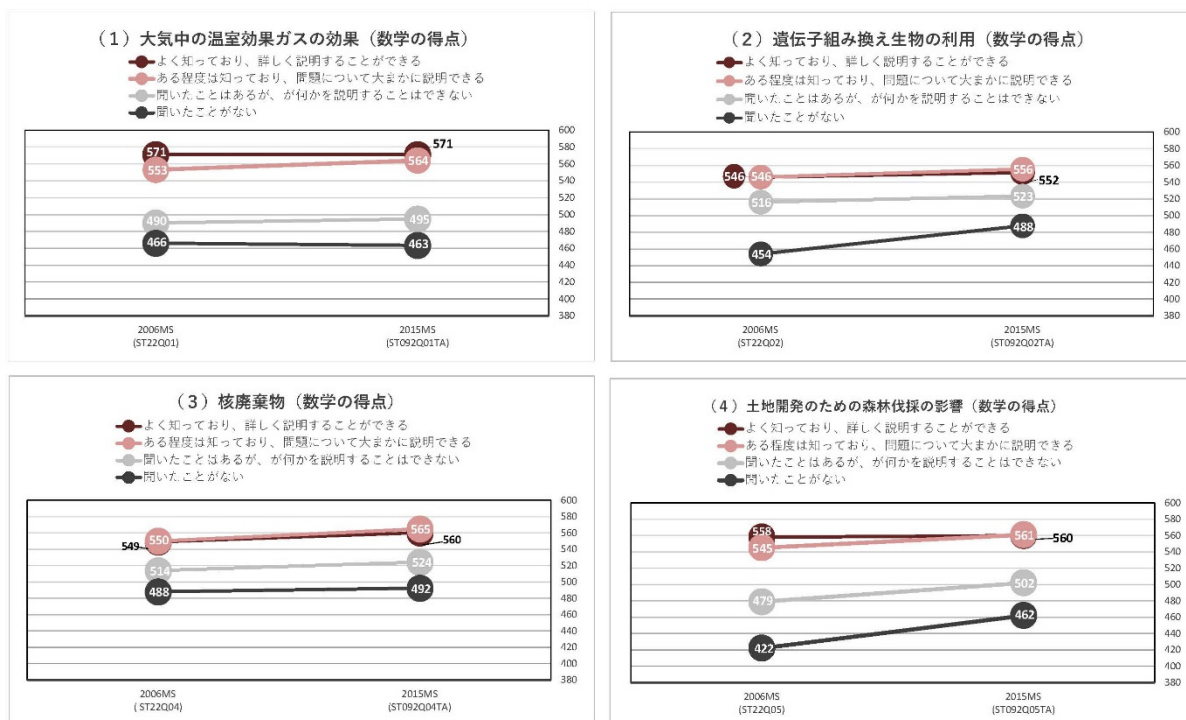 （１）大気中の温室効果ガスの効果（数学の得点）
よく知っており、詳しく説明することができる
ある程度は知っており、問題について大まかに説明できる
聞いたことはあるが、が何かを説明することはできない
聞いたことがない
600
580
560
540
520
500
480
460
440
420
400
380
571
553
490
466
571
564
495
463
2006MS
(ST22Q01)
2015MS
(ST092Q01TA)
（２）遺伝子組み換え生物の利用（数学の得点）
よく知っており、詳しく説明することができる
ある程度は知っており、問題について大まかに説明できる
聞いたことはあるが、が何かを説明することはできない
聞いたことがない
600
580
560
540
520
500
480
460
440
420
400
380
546
546
516
454
556
552
523
488
2006MS
(ST22Q02)
2015MS
(ST092Q02TA)
（３）核廃棄物（数学の得点）
よく知っており、詳しく説明することができる
ある程度は知っており、問題について大まかに説明できる
聞いたことはあるが、が何かを説明することはできない
聞いたことがない
600
580
560
540
520
500
480
460
440
420
400
380
550
549
514
488
565
560
524
492
2006MS
( ST22Q04)
2015MS
(ST092Q04TA)
（４）土地開発のための森林伐採の影響（数学の得点）
よく知っており、詳しく説明することができる
ある程度は知っており、問題について大まかに説明できる
聞いたことはあるが、が何かを説明することはできない
聞いたことがない
600
580
560
540
520
500
480
460
440
420
400
380
558
545
479
422
561
560
502
462
2006MS
(ST22Q05)
2015MS
(ST092Q05TA)